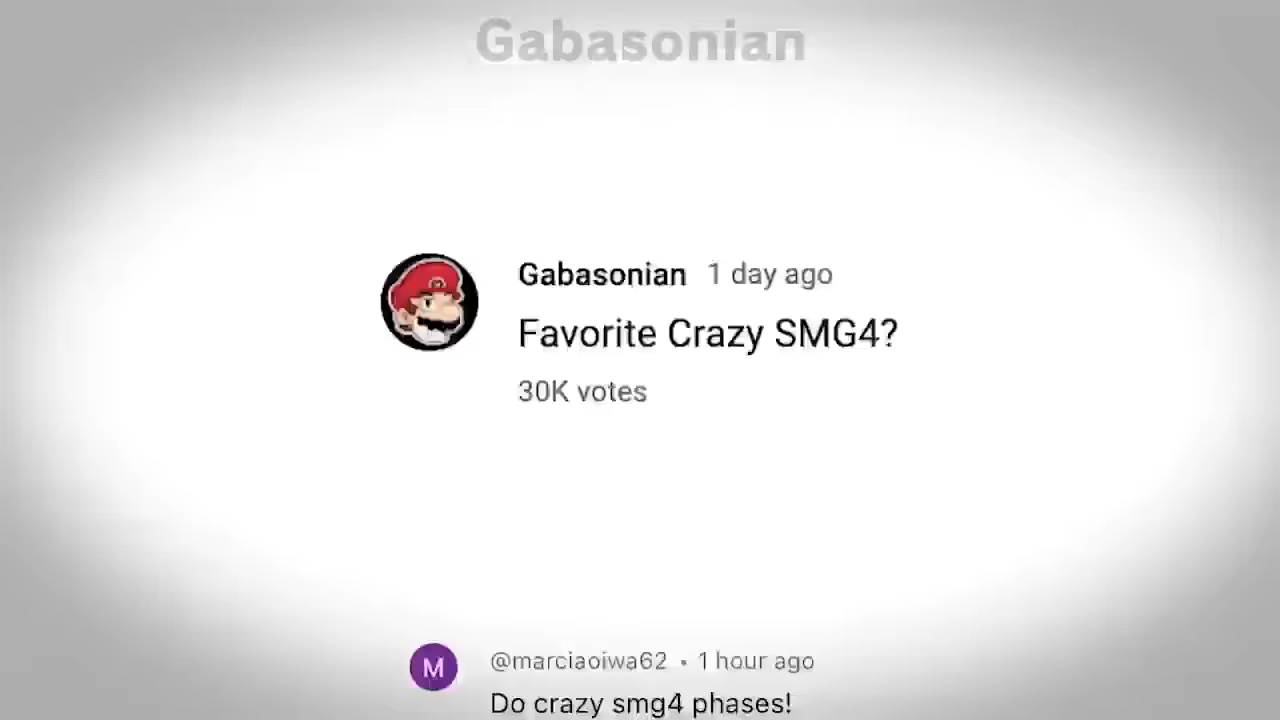 Gabasonian
Gabasonian 1 day ago
Favorite Crazy SMG4?
30K votes
M
@marciaoiwa62 • 1 hour ago
Do crazy smg4 phases!